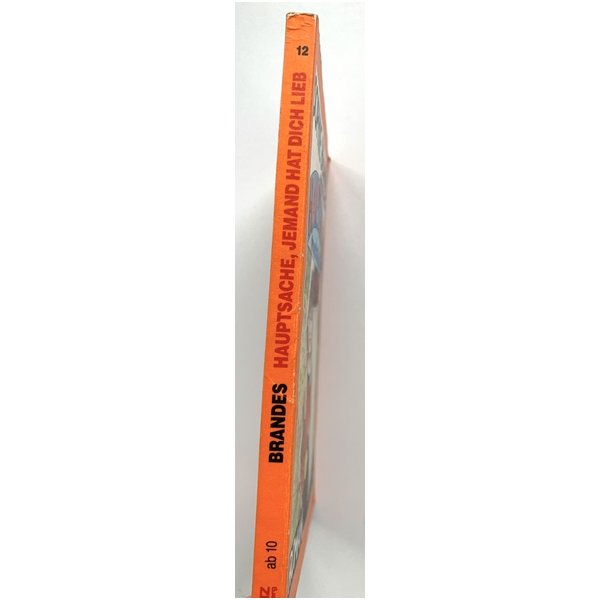 12
BRANDES HAUPTSACHE, JEMAND HAT DICH LIEB
ab 10